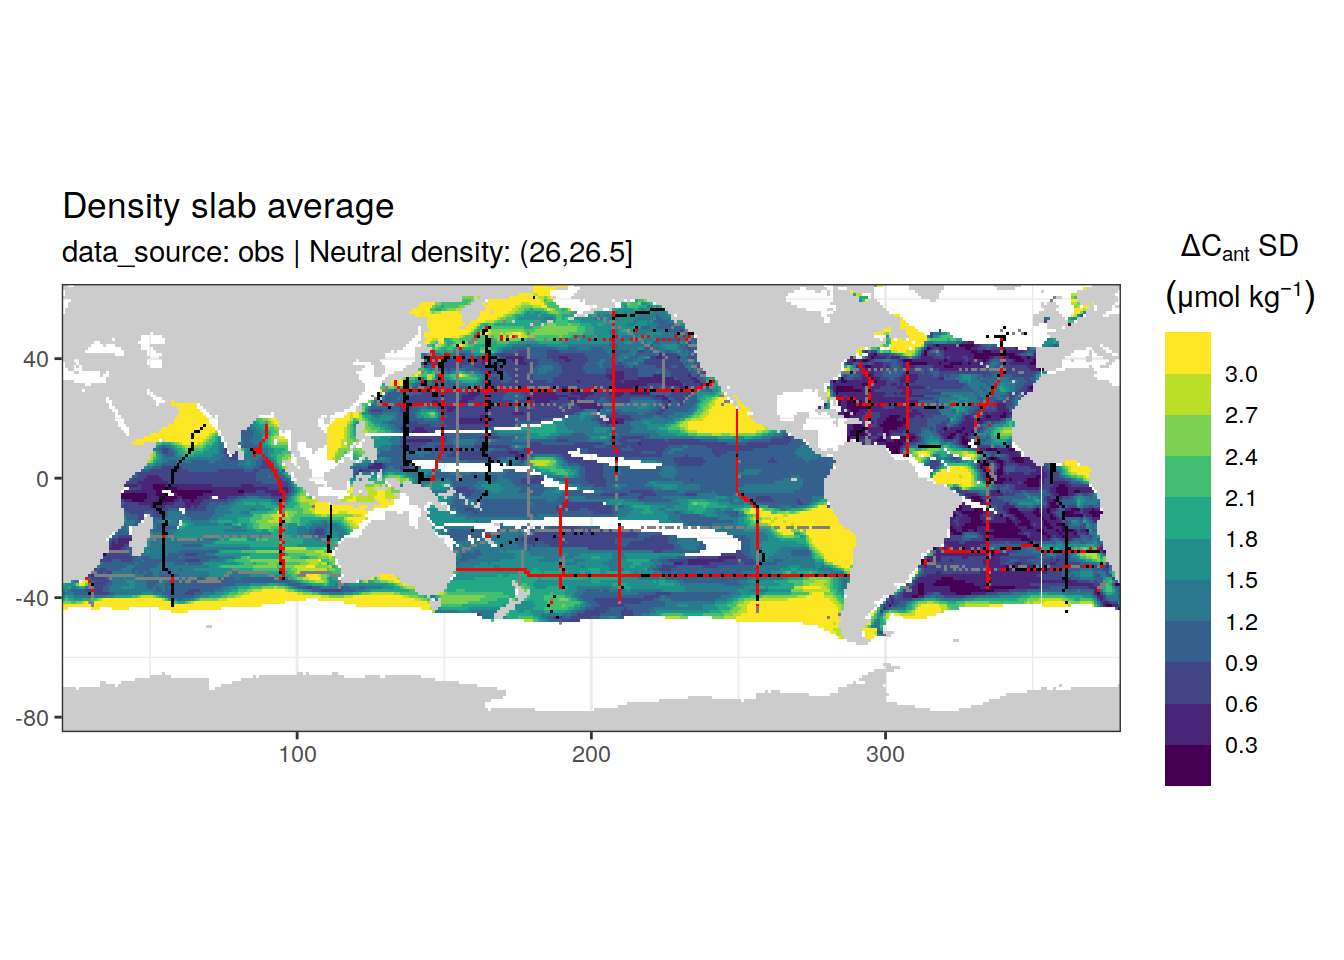 Density slab average
data_source: obs | Neutral density: (26,26.5]
ΔCant SD
(μmol kg−1)
3.0
2.7
2.4
2.1
1.8
1.5
1.2
0.9
0.6
0.3
40
0
-40
-80
100 200 300